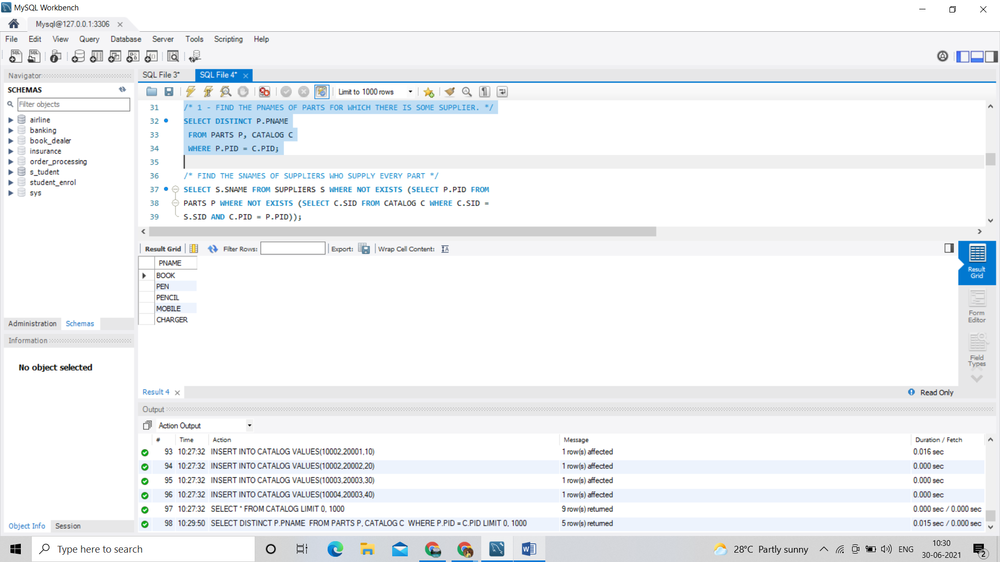 MySQL Workbench
Mysql@127.0.0.1:3306
File Edit View Query Database Server Tools Scripting Help
Navigator
SCHEMAS
Filter objects
airline
banking
book_dealer
insurance
order_processing
s_tudent
student_enrol
sys
Administration Schemas
Information
No object selected
Object Info Session
SQL File 3* SQL File 4*
Limit to 1000 rows
31 /* 1 - FIND THE PNAMES OF PARTS FOR WHICH THERE IS SOME SUPPLIER. */
32 SELECT DISTINCT P.PNAME
33 FROM PARTS P, CATALOG C
34 WHERE P.PID = C.PID;
35
36 /* FIND THE SNAMES OF SUPPLIERS WHO SUPPLY EVERY PART */
37 SELECT S.SNAME FROM SUPPLIERS S WHERE NOT EXISTS (SELECT P.PID FROM
38 PARTS P WHERE NOT EXISTS (SELECT C.SID FROM CATALOG C WHERE C.SID =
39 S.SID AND C.PID = P.PID));
Result Grid Filter Rows: Export: Wrap Cell Content:
PNAME
BOOK
PEN
PENCIL
MOBILE
CHARGER
Result Grid
Form Editor
Field Types
Result 4 Read Only
Output
Action Output
# Time Action Message Duration / Fetch
93 10:27:32 INSERT INTO CATALOG VALUES(10002,20001,10) 1 row(s) affected 0.016 sec
94 10:27:32 INSERT INTO CATALOG VALUES(10002,20002,20) 1 row(s) affected 0.000 sec
95 10:27:32 INSERT INTO CATALOG VALUES(10003,20003,30) 1 row(s) affected 0.000 sec
96 10:27:32 INSERT INTO CATALOG VALUES(10004,20003,40) 1 row(s) affected 0.000 sec
97 10:27:32 SELECT * FROM CATALOG LIMIT 0, 1000 9 row(s) returned 0.000 sec / 0.000 sec
98 10:29:50 SELECT DISTINCT P.PNAME FROM PARTS P, CATALOG C WHERE P.PID = C.PID LIMIT 0, 1000 5 row(s) returned 0.015 sec / 0.000 sec
Type here to search
28°C Partly sunny ENG
10:30
30-06-2021
2